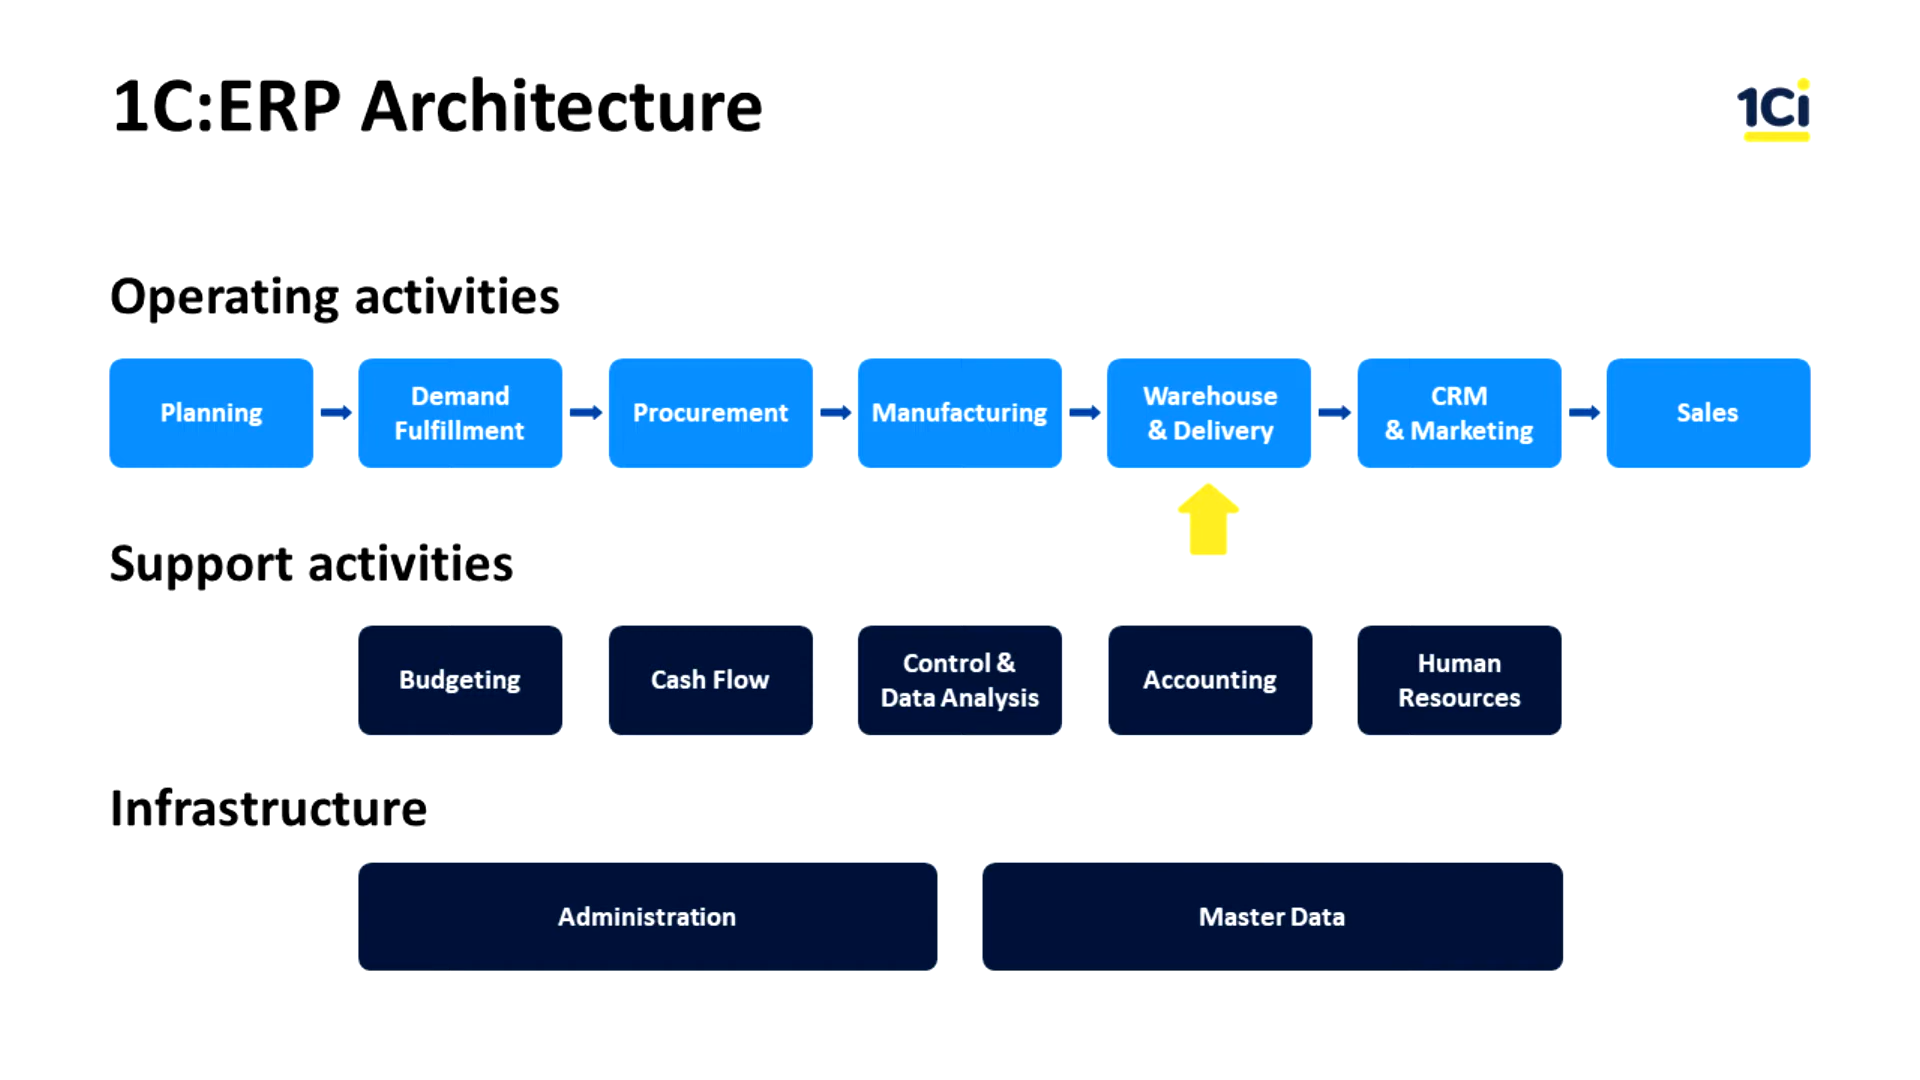 1C:ERP Architecture
1Ci
Operating activities
Planning
Demand
Fulfillment
Procurement
Manufacturing
Warehouse
& Delivery
CRM
& Marketing
Sales
Support activities
Budgeting
Cash Flow
Control &
Data Analysis
Accounting
Human
Resources
Infrastructure
Administration
Master Data